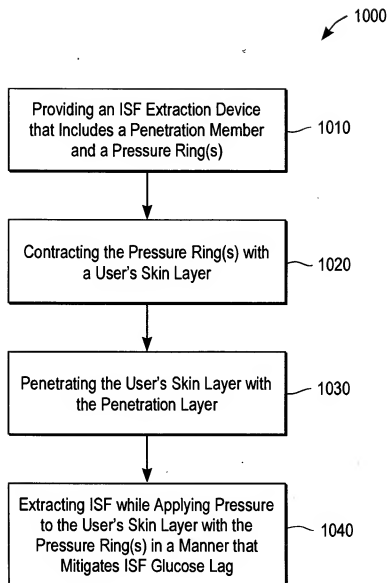 1000
Providing an ISF Extraction Device
that Includes a Penetration Member
and a Pressure Ring(s)
1010
Contracting the Pressure Ring(s) with
a User's Skin Layer
1020
Penetrating the User's Skin Layer with
the Penetration Layer
1030
Extracting ISF while Applying Pressure
to the User's Skin Layer with the
Pressure Ring(s) in a Manner that
Mitigates ISF Glucose Lag
1040